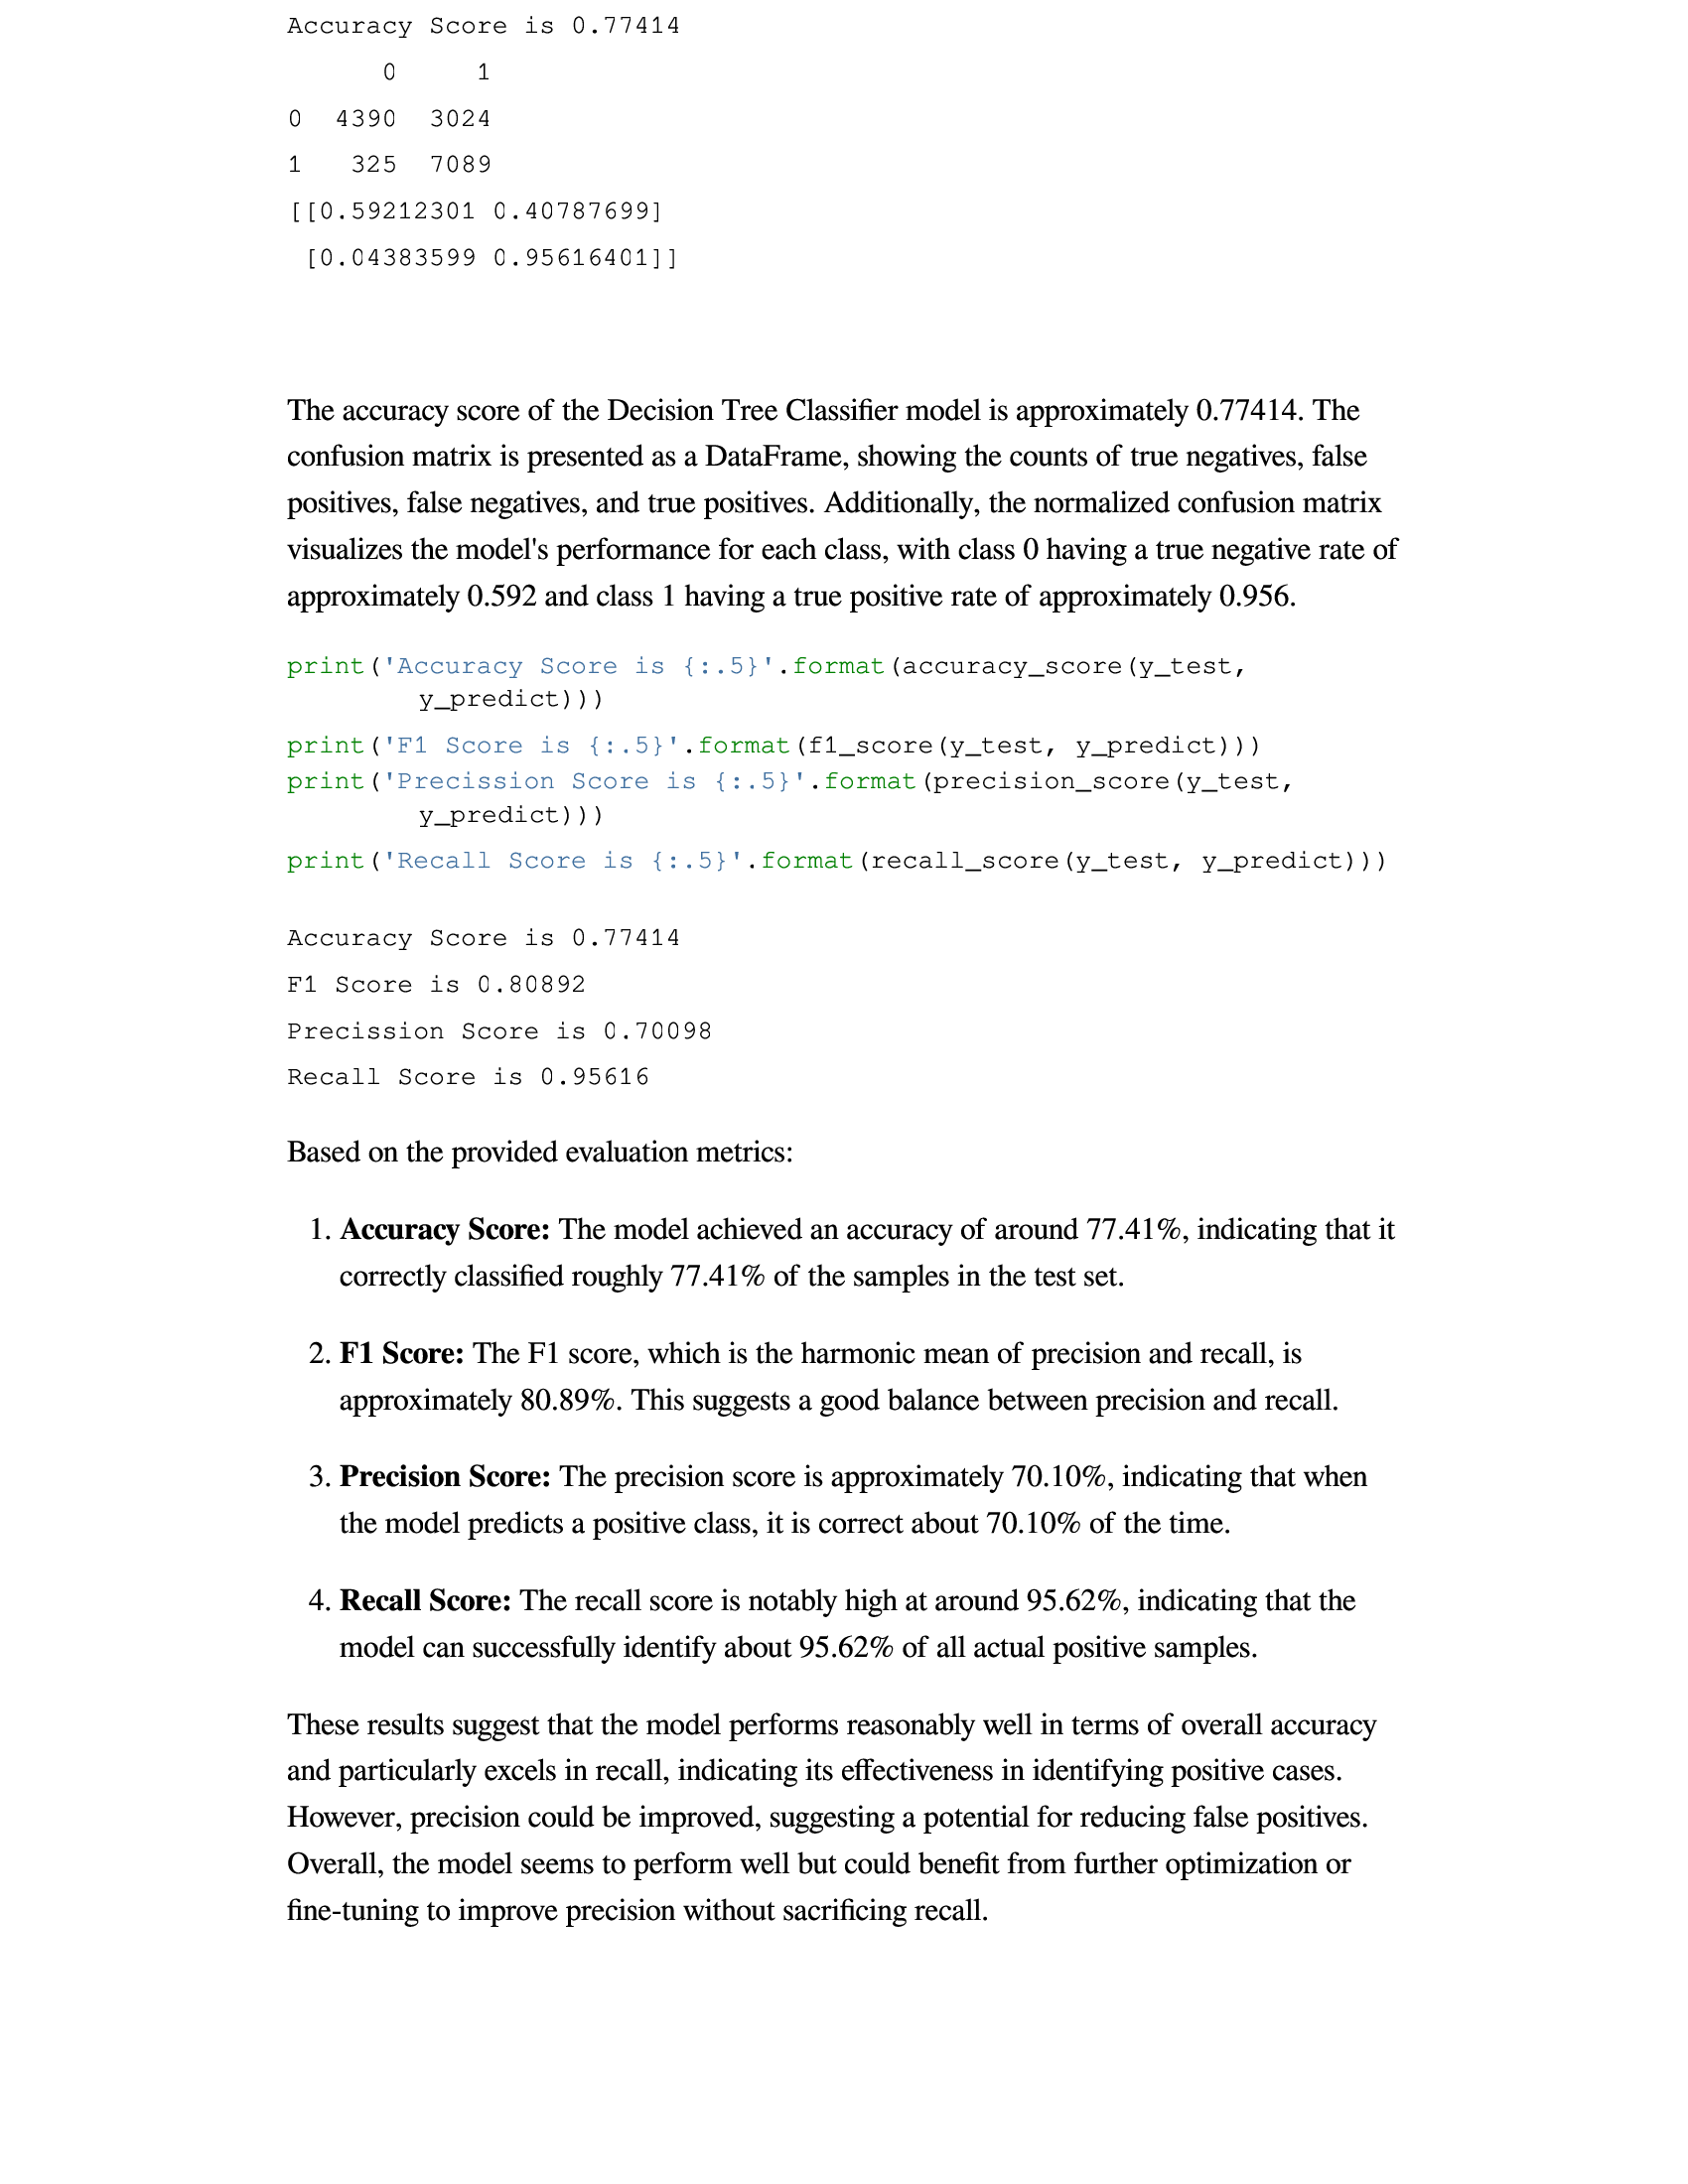 Accuracy Score is 0.77414
0 1
0 4390 3024
1 325 7089
[[0.59212301 0.40787699]
[0.04383599 0.95616401]]
The accuracy score of the Decision Tree Classifier model is approximately 0.77414. The
confusion matrix is presented as a DataFrame, showing the counts of true negatives, false
positives, false negatives, and true positives. Additionally, the normalized confusion matrix
visualizes the model's performance for each class, with class 0 having a true negative rate of
approximately 0.592 and class 1 having a true positive rate of approximately 0.956.
print('Accuracy Score is {:.5}'.format(accuracy_score(y_test,
y_predict)))
print('F1 Score is {:.5}'.format(f1_score(y_test, y_predict)))
print('Precission Score is {:.5}'.format(precision_score(y_test,
y_predict)))
print('Recall Score is {:.5}'.format(recall_score(y_test, y_predict)))
Accuracy Score is 0.77414
F1 Score is 0.80892
Precission Score is 0.70098
Recall Score is 0.95616
Based on the provided evaluation metrics:
1. Accuracy Score: The model achieved an accuracy of around 77.41%, indicating that it
correctly classified roughly 77.41% of the samples in the test set.
2. F1 Score: The F1 score, which is the harmonic mean of precision and recall, is
approximately 80.89%. This suggests a good balance between precision and recall.
3. Precision Score: The precision score is approximately 70.10%, indicating that when
the model predicts a positive class, it is correct about 70.10% of the time.
4. Recall Score: The recall score is notably high at around 95.62%, indicating that the
model can successfully identify about 95.62% of all actual positive samples.
These results suggest that the model performs reasonably well in terms of overall accuracy
and particularly excels in recall, indicating its effectiveness in identifying positive cases.
However, precision could be improved, suggesting a potential for reducing false positives.
Overall, the model seems to perform well but could benefit from further optimization or
fine-tuning to improve precision without sacrificing recall.